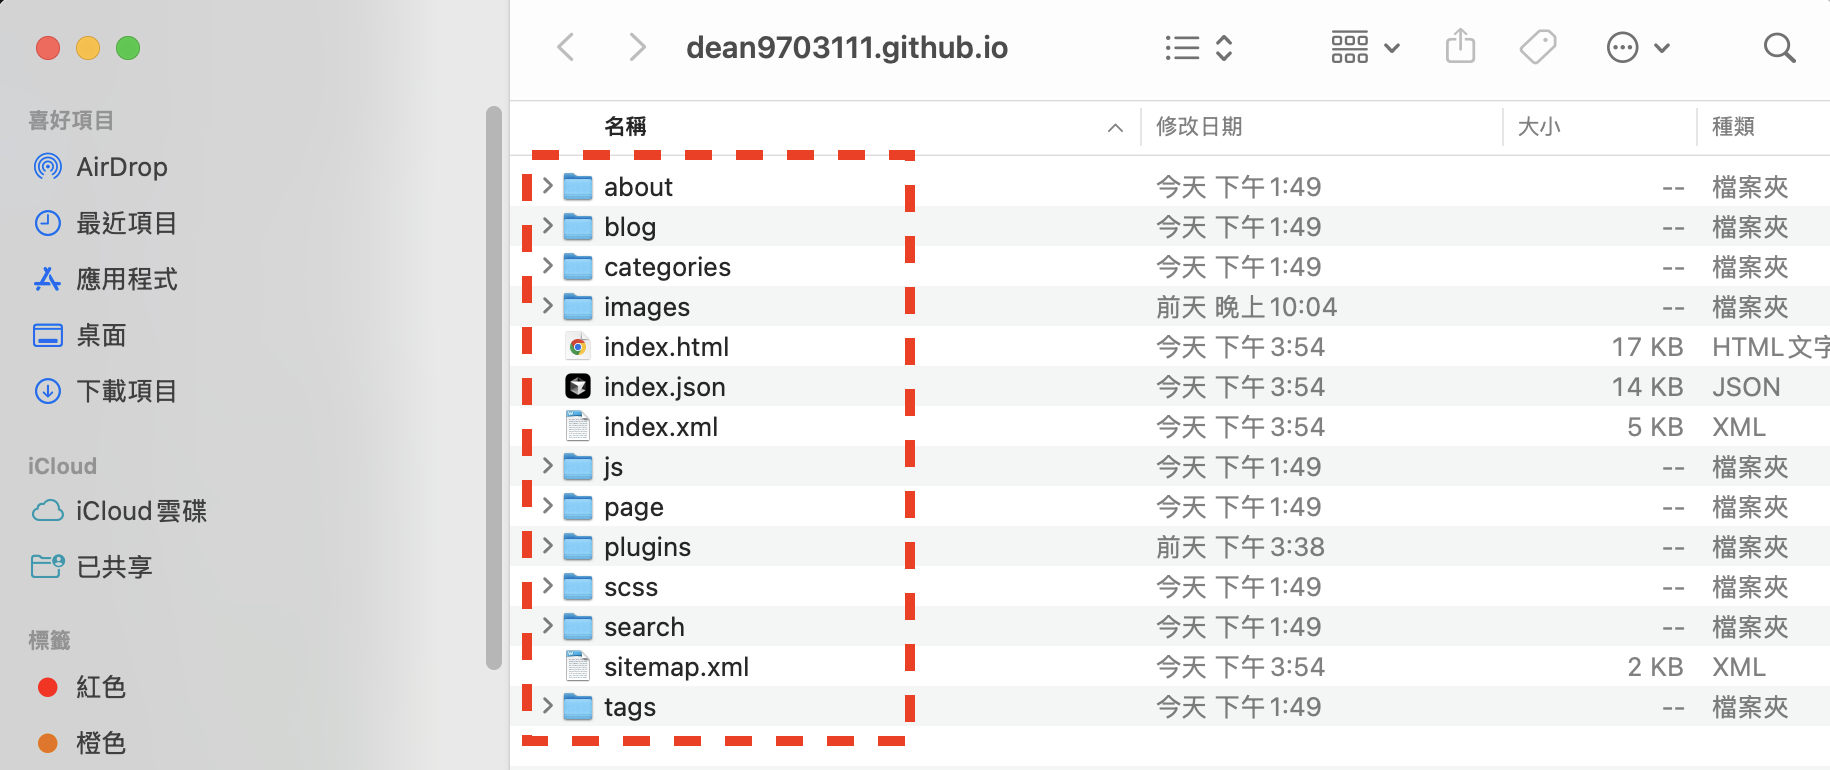 喜好項目
AirDrop
最近項目
應用程式
桌面
下載項目
iCloud
iCloud雲碟
已共享
標籤
紅色
橙色
dean9703111.github.io
名稱 修改日期 大小 種類
about 今天 下午1:49 -- 檔案夾
blog 今天 下午1:49 -- 檔案夾
categories 今天 下午1:49 -- 檔案夾
images 前天 晚上10:04 -- 檔案夾
index.html 今天 下午3:54 17 KB HTML文字
index.json 今天 下午3:54 14 KB JSON
index.xml 今天 下午3:54 5 KB XML
js 今天 下午1:49 -- 檔案夾
page 今天 下午1:49 -- 檔案夾
plugins 前天 下午3:38 -- 檔案夾
scss 今天 下午1:49 -- 檔案夾
search 今天 下午1:49 -- 檔案夾
sitemap.xml 今天 下午3:54 2 KB XML
tags 今天 下午1:49 -- 檔案夾